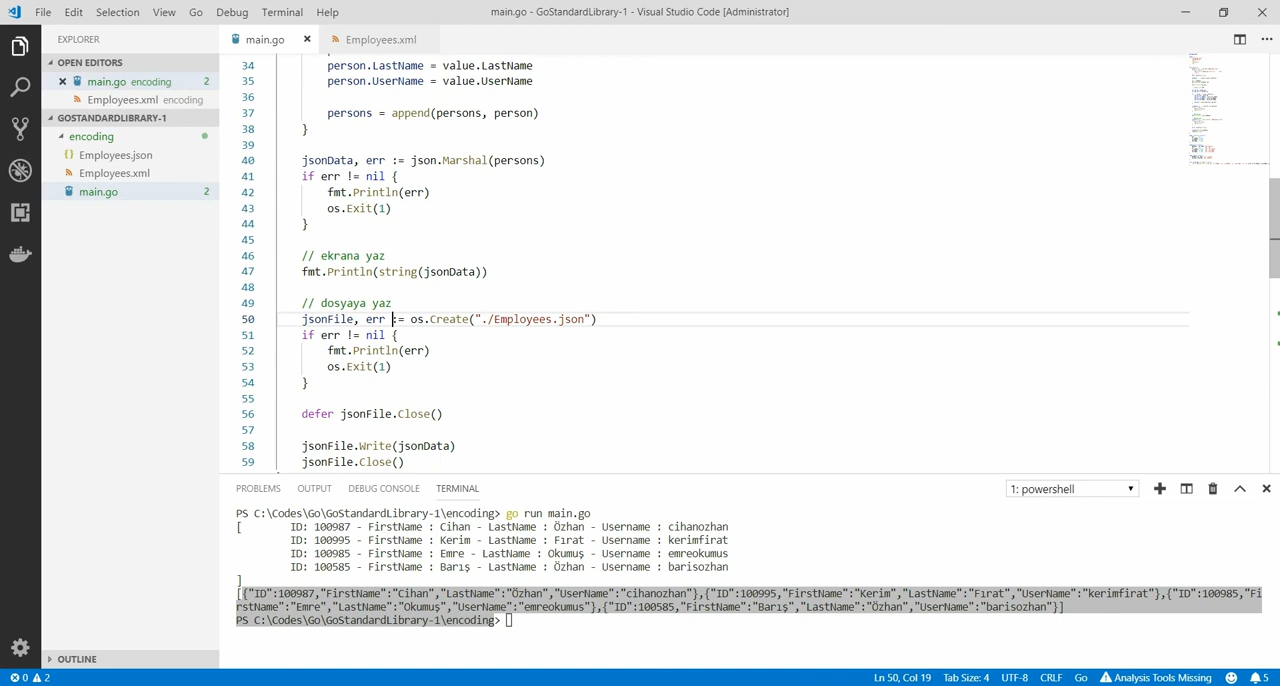 File Edit Selection View Go Debug Terminal Help main.go - GoStandardLibrary-1 - Visual Studio Code [Administrator]
EXPLORER
OPEN EDITORS
main.go encoding 2
Employees.xml encoding
GOSTANDARDLIBRARY-1
encoding
Employees.json
Employees.xml
main.go 2
OUTLINE
main.go Employees.xml
34 person.LastName = value.LastName
35 person.UserName = value.UserName
36
37 persons = append(persons, person)
38 }
39
40 jsonData, err := json.Marshal(persons)
41 if err != nil {
42 fmt.Println(err)
43 os.Exit(1)
44 }
45
46 // ekrana yaz
47 fmt.Println(string(jsonData))
48
49 // dosyaya yaz
50 jsonFile, err := os.Create("./Employees.json")
51 if err != nil {
52 fmt.Println(err)
53 os.Exit(1)
54 }
55
56 defer jsonFile.Close()
57
58 jsonFile.Write(jsonData)
59 jsonFile.Close()
PROBLEMS OUTPUT DEBUG CONSOLE TERMINAL 1: powershell
PS C:\Codes\Go\GoStandardLibrary-1\encoding> go run main.go
[ ID: 100987 - FirstName : Cihan - LastName : Özhan - Username : cihanozhan
ID: 100995 - FirstName : Kerim - LastName : Fırat - Username : kerimfirat
ID: 100985 - FirstName : Emre - LastName : Okumuş - Username : emreokumus
ID: 100585 - FirstName : Barış - LastName : Özhan - Username : barisozhan
]
[{"ID":100987,"FirstName":"Cihan","LastName":"Özhan","UserName":"cihanozhan"},{"ID":100995,"FirstName":"Kerim","LastName":"Fırat","UserName":"kerimfirat"},{"ID":100985,"Fi
rstName":"Emre","LastName":"Okumuş","UserName":"emreokumus"},{"ID":100585,"FirstName":"Barış","LastName":"Özhan","UserName":"barisozhan"}]
PS C:\Codes\Go\GoStandardLibrary-1\encoding>
0 2 Ln 50, Col 19 Tab Size: 4 UTF-8 CRLF Go Analysis Tools Missing 5